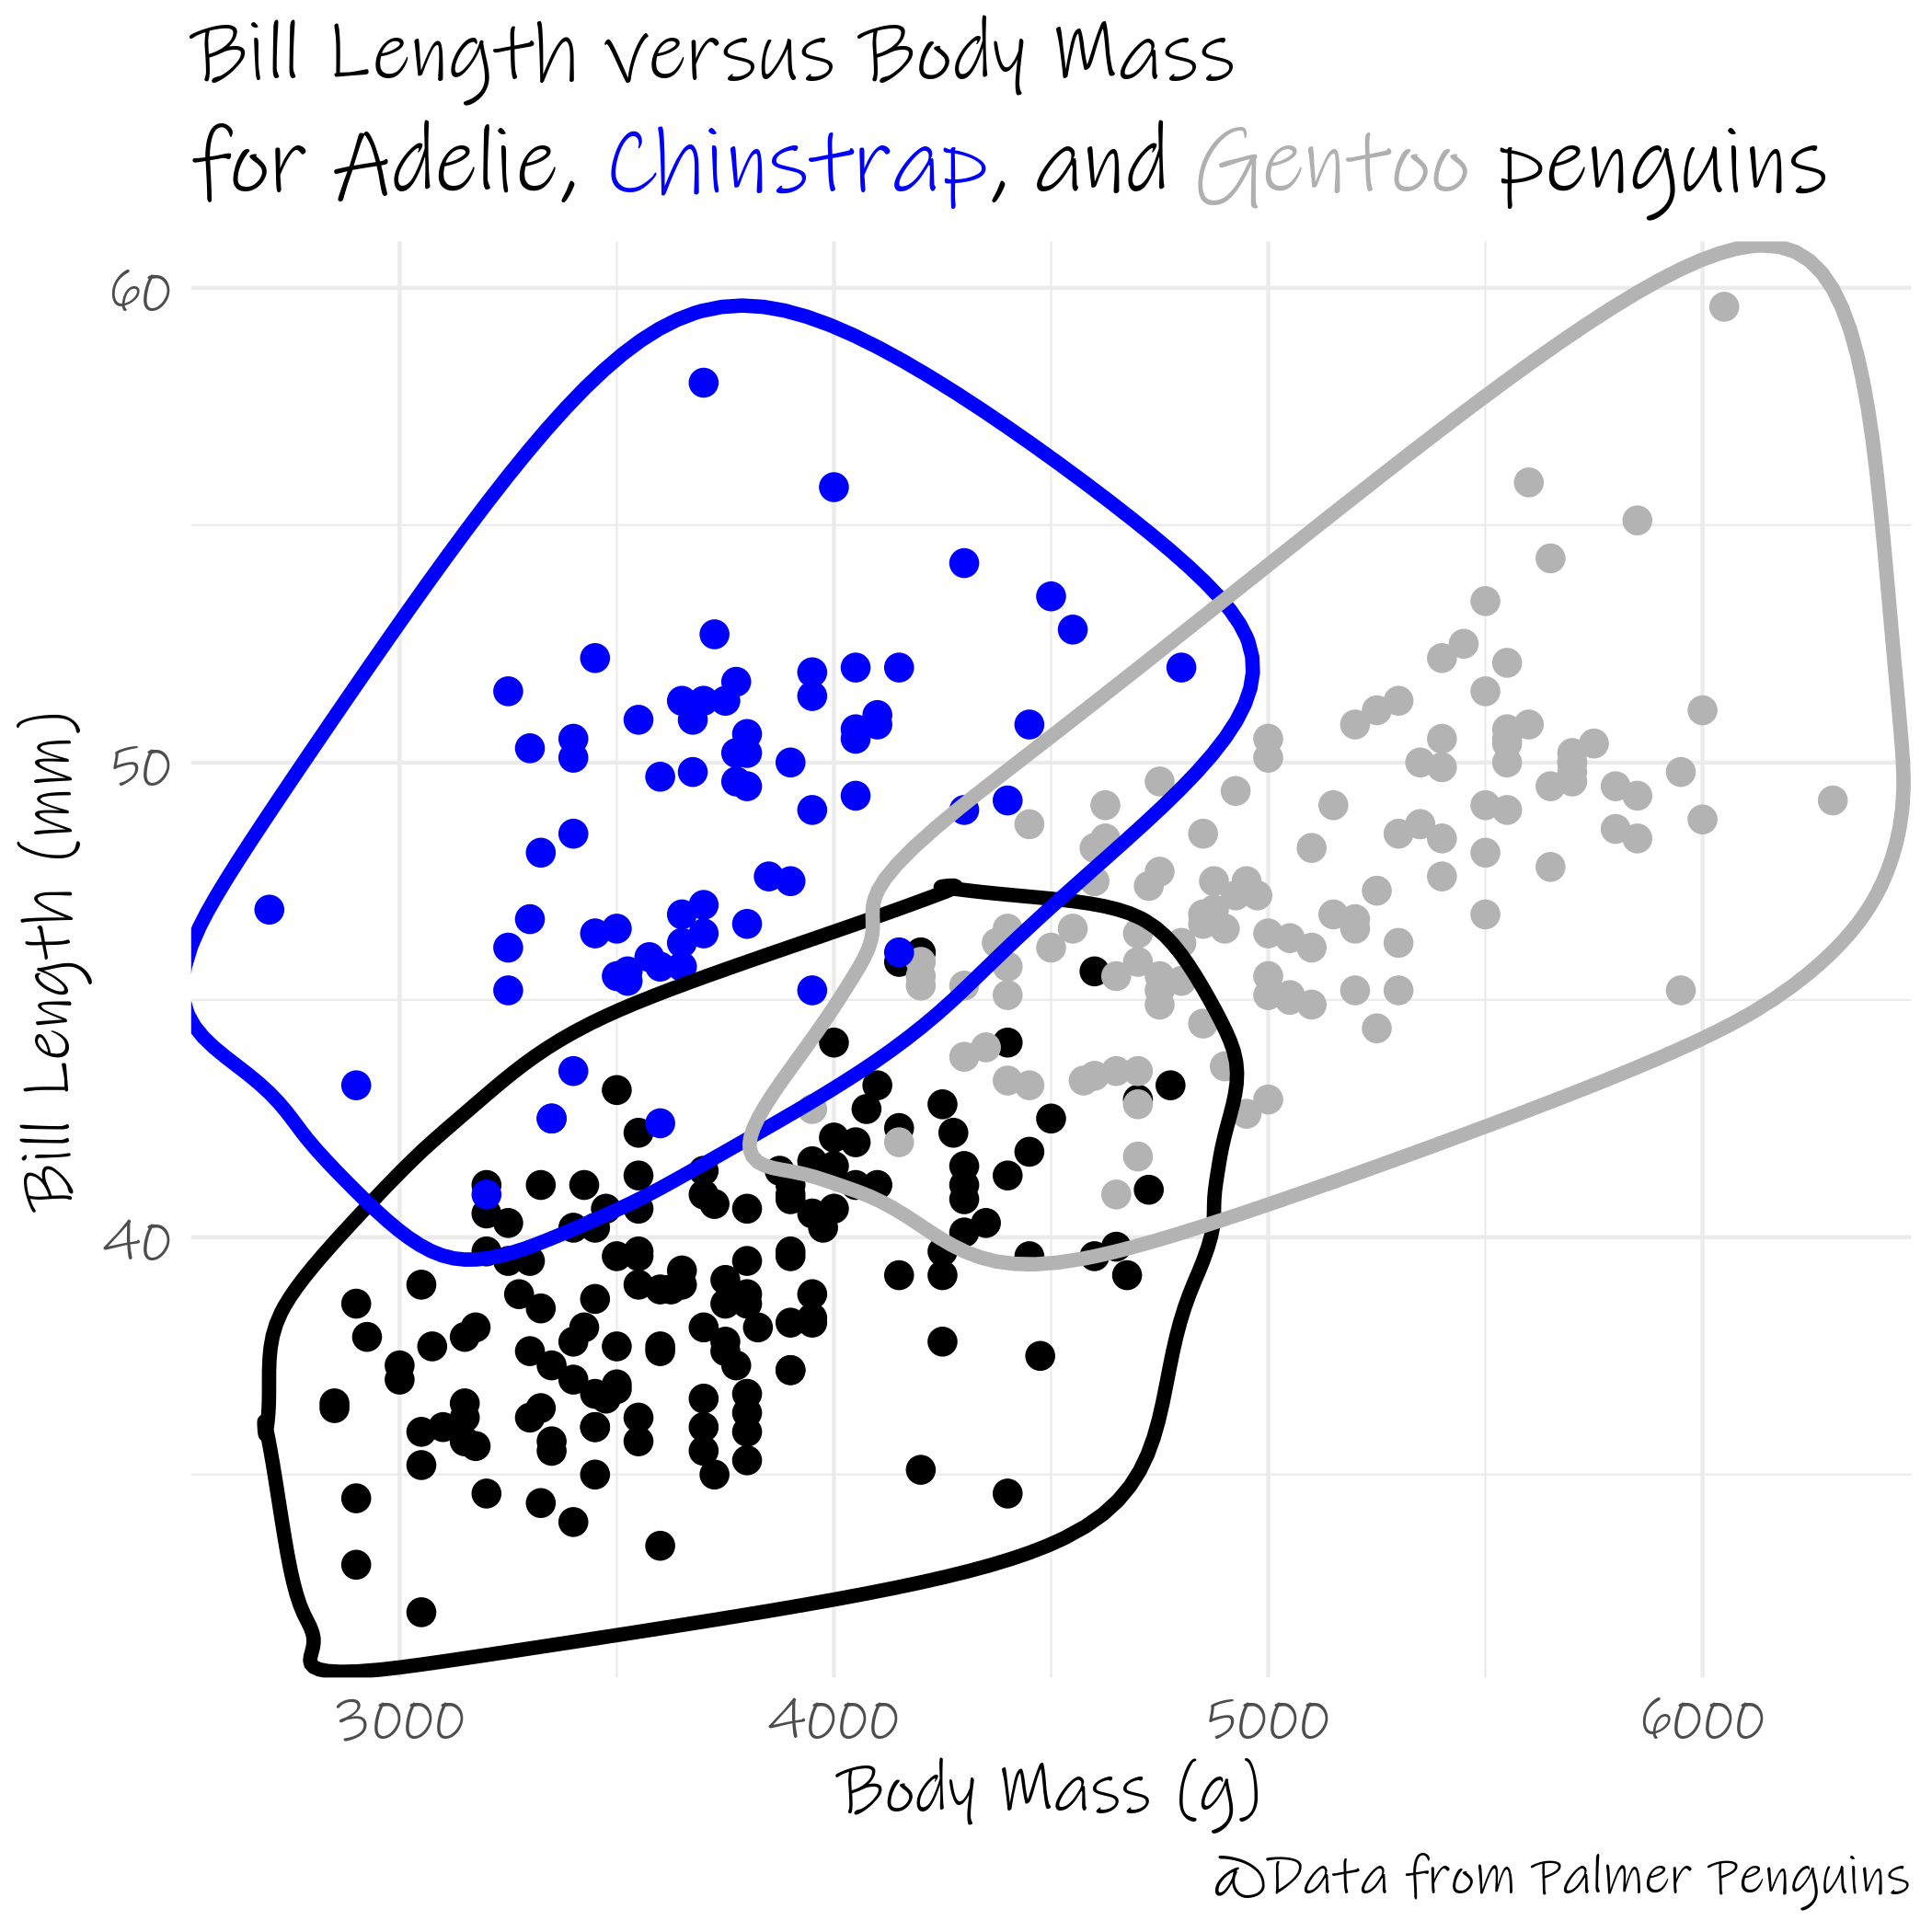 Bill Length versus Body Mass
for Adelie, Chinstrap, and Gentoo penguins
60
50
40
Bill Length (mm)
3000 4000 5000 6000
Body Mass (g)
@Data from Palmer Penguins